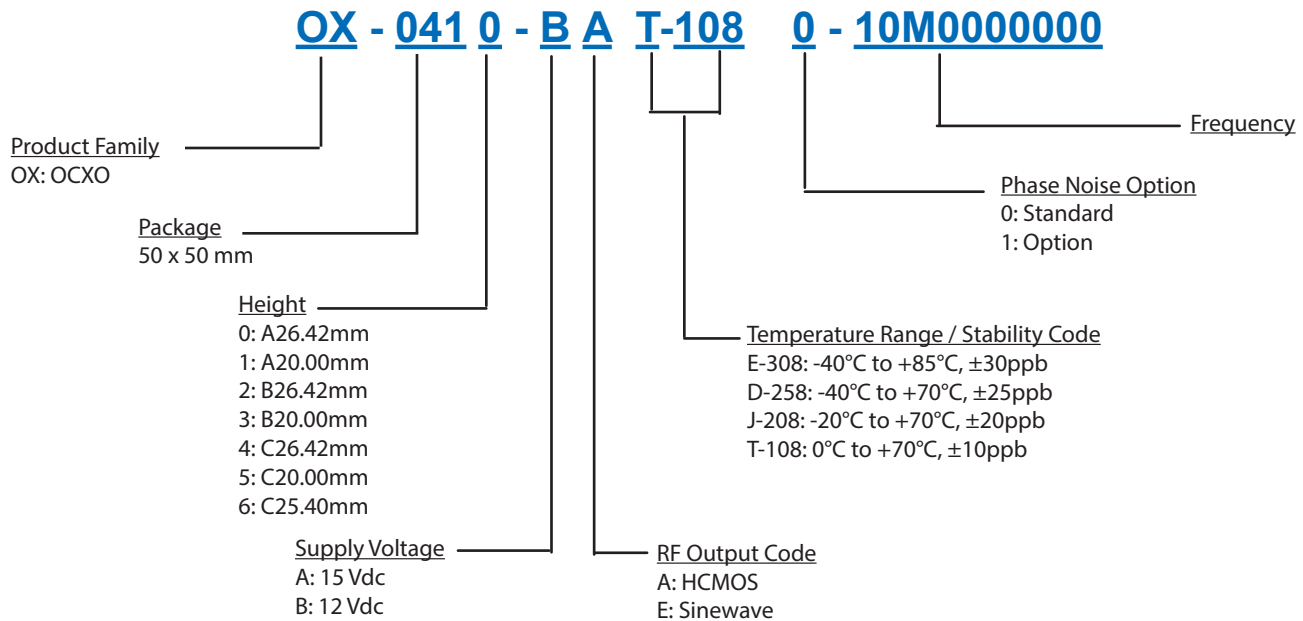 OX - 041 0 - B A T-108 0 - 10M0000000
Frequency
Product Family
OX: OCXO
Phase Noise Option
0: Standard
1: Option
Package
50 x 50 mm
Height
0: A26.42mm
1: A20.00mm
2: B26.42mm
3: B20.00mm
4: C26.42mm
5: C20.00mm
6: C25.40mm
Temperature Range / Stability Code
E-308: -40°C to +85°C, ±30ppb
D-258: -40°C to +70°C, ±25ppb
J-208: -20°C to +70°C, ±20ppb
T-108: 0°C to +70°C, ±10ppb
Supply Voltage
A: 15 Vdc
B: 12 Vdc
RF Output Code
A: HCMOS
E: Sinewave